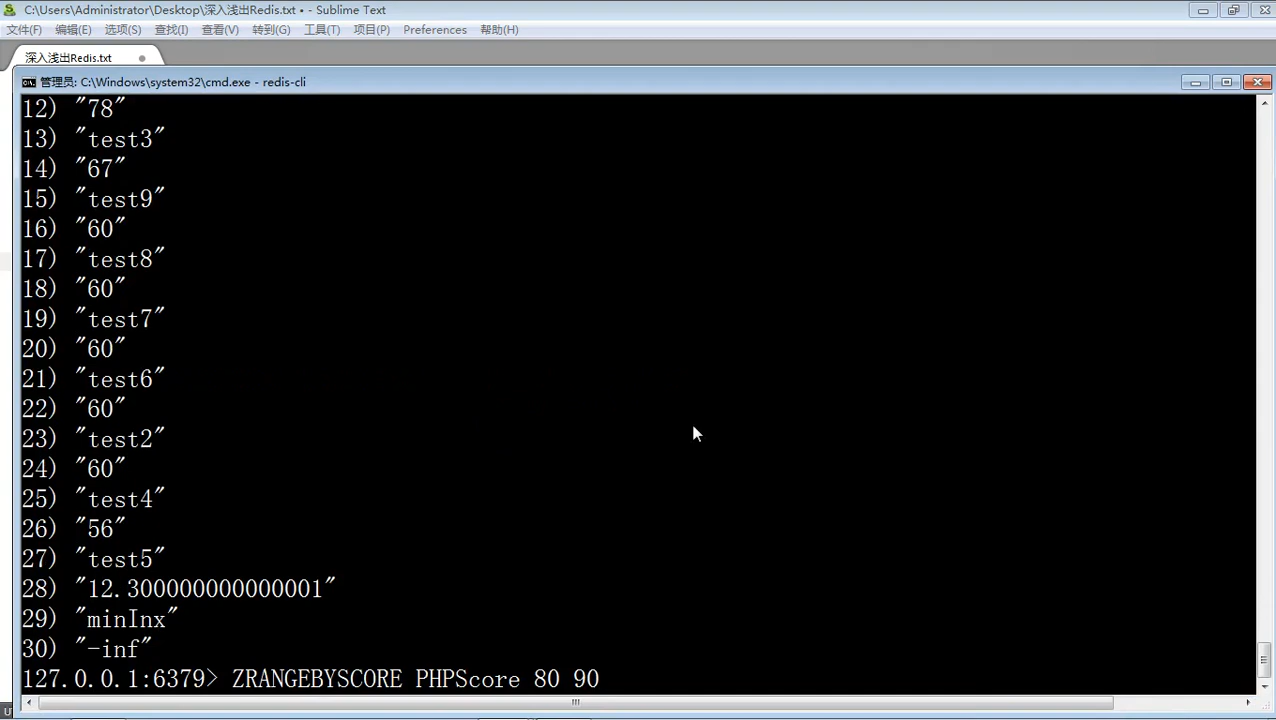 C:\Users\Administrator\Desktop\深入浅出Redis.txt • - Sublime Text
文件(F) 编辑(E) 选项(S) 查找(I) 查看(V) 转到(G) 工具(T) 项目(P) Preferences 帮助(H)
深入浅出Redis.txt
管理员: C:\Windows\system32\cmd.exe - redis-cli
12) "78"
13) "test3"
14) "67"
15) "test9"
16) "60"
17) "test8"
18) "60"
19) "test7"
20) "60"
21) "test6"
22) "60"
23) "test2"
24) "60"
25) "test4"
26) "56"
27) "test5"
28) "12.300000000000001"
29) "minInx"
30) "-inf"
127.0.0.1:6379> ZRANGEBYSCORE PHPScore 80 90